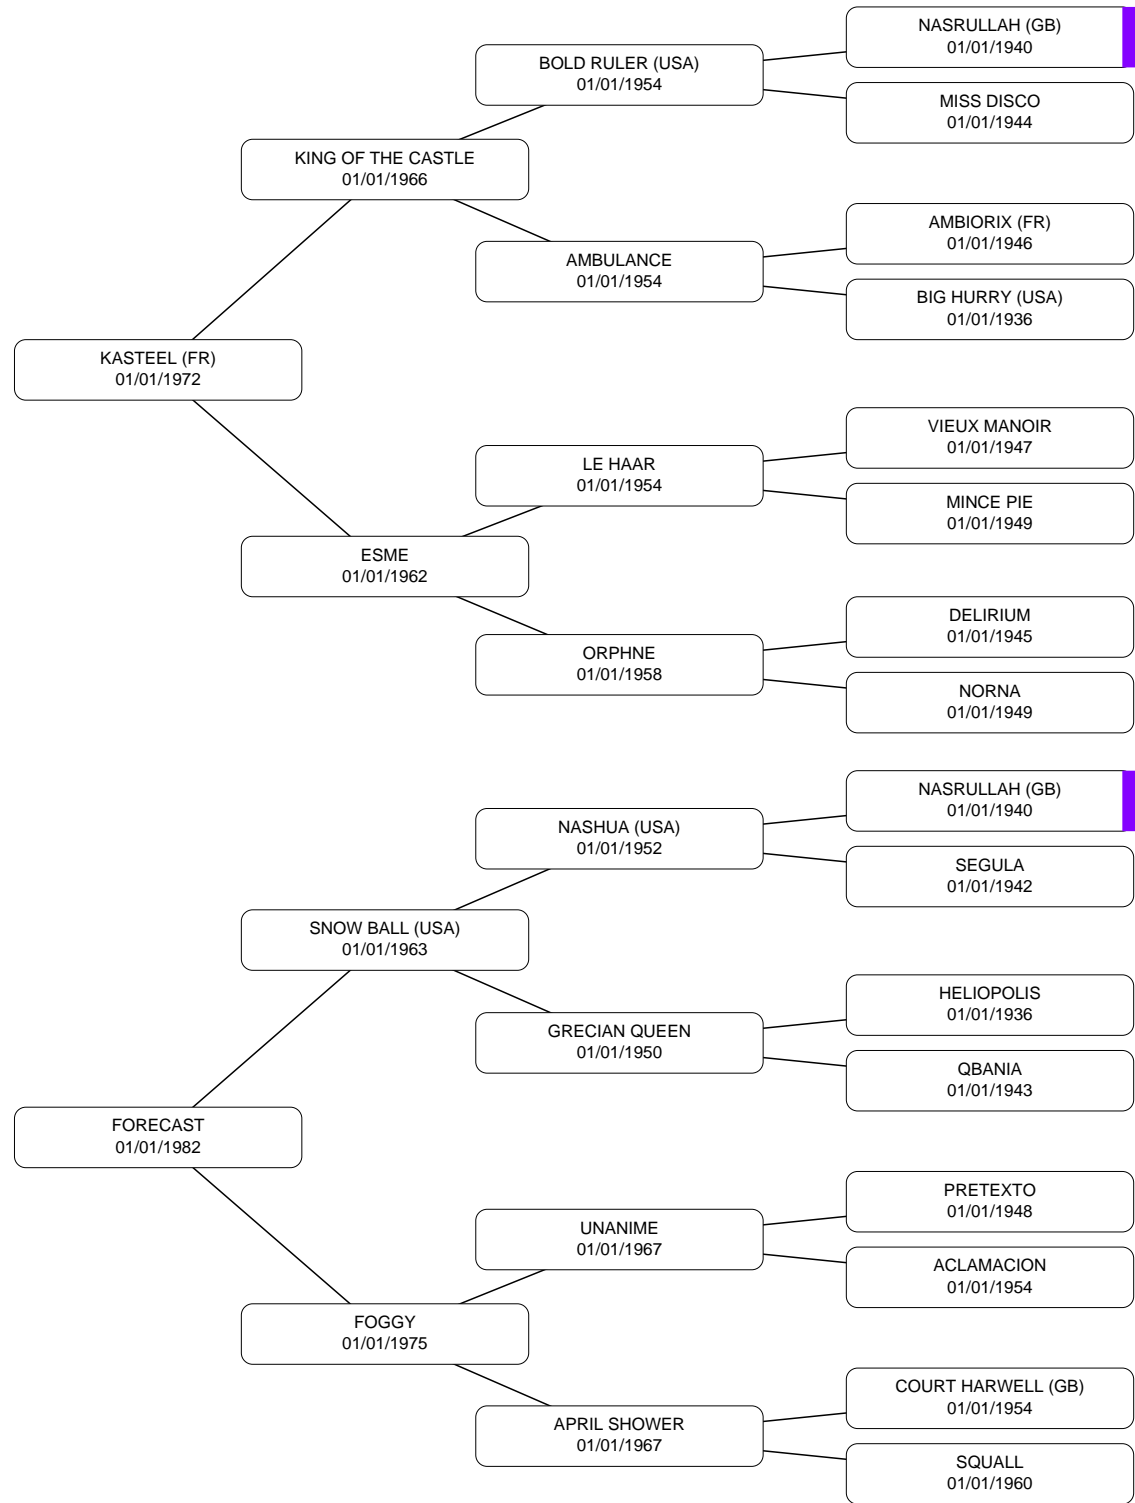 NASRULLAH (GB)
01/01/1940
BOLD RULER (USA)
01/01/1954
MISS DISCO
01/01/1944
KING OF THE CASTLE
01/01/1966
AMBIORIX (FR)
01/01/1946
AMBULANCE
01/01/1954
BIG HURRY (USA)
01/01/1936
KASTEEL (FR)
01/01/1972
VIEUX MANOIR
01/01/1947
LE HAAR
01/01/1954
MINCE PIE
01/01/1949
ESME
01/01/1962
DELIRIUM
01/01/1945
ORPHNE
01/01/1958
NORNA
01/01/1949
NASRULLAH (GB)
01/01/1940
NASHUA (USA)
01/01/1952
SEGULA
01/01/1942
SNOW BALL (USA)
01/01/1963
HELIOPOLIS
01/01/1936
GRECIAN QUEEN
01/01/1950
QBANIA
01/01/1943
FORECAST
01/01/1982
PRETEXTO
01/01/1948
UNANIME
01/01/1967
ACLAMACION
01/01/1954
FOGGY
01/01/1975
COURT HARWELL (GB)
01/01/1954
APRIL SHOWER
01/01/1967
SQUALL
01/01/1960